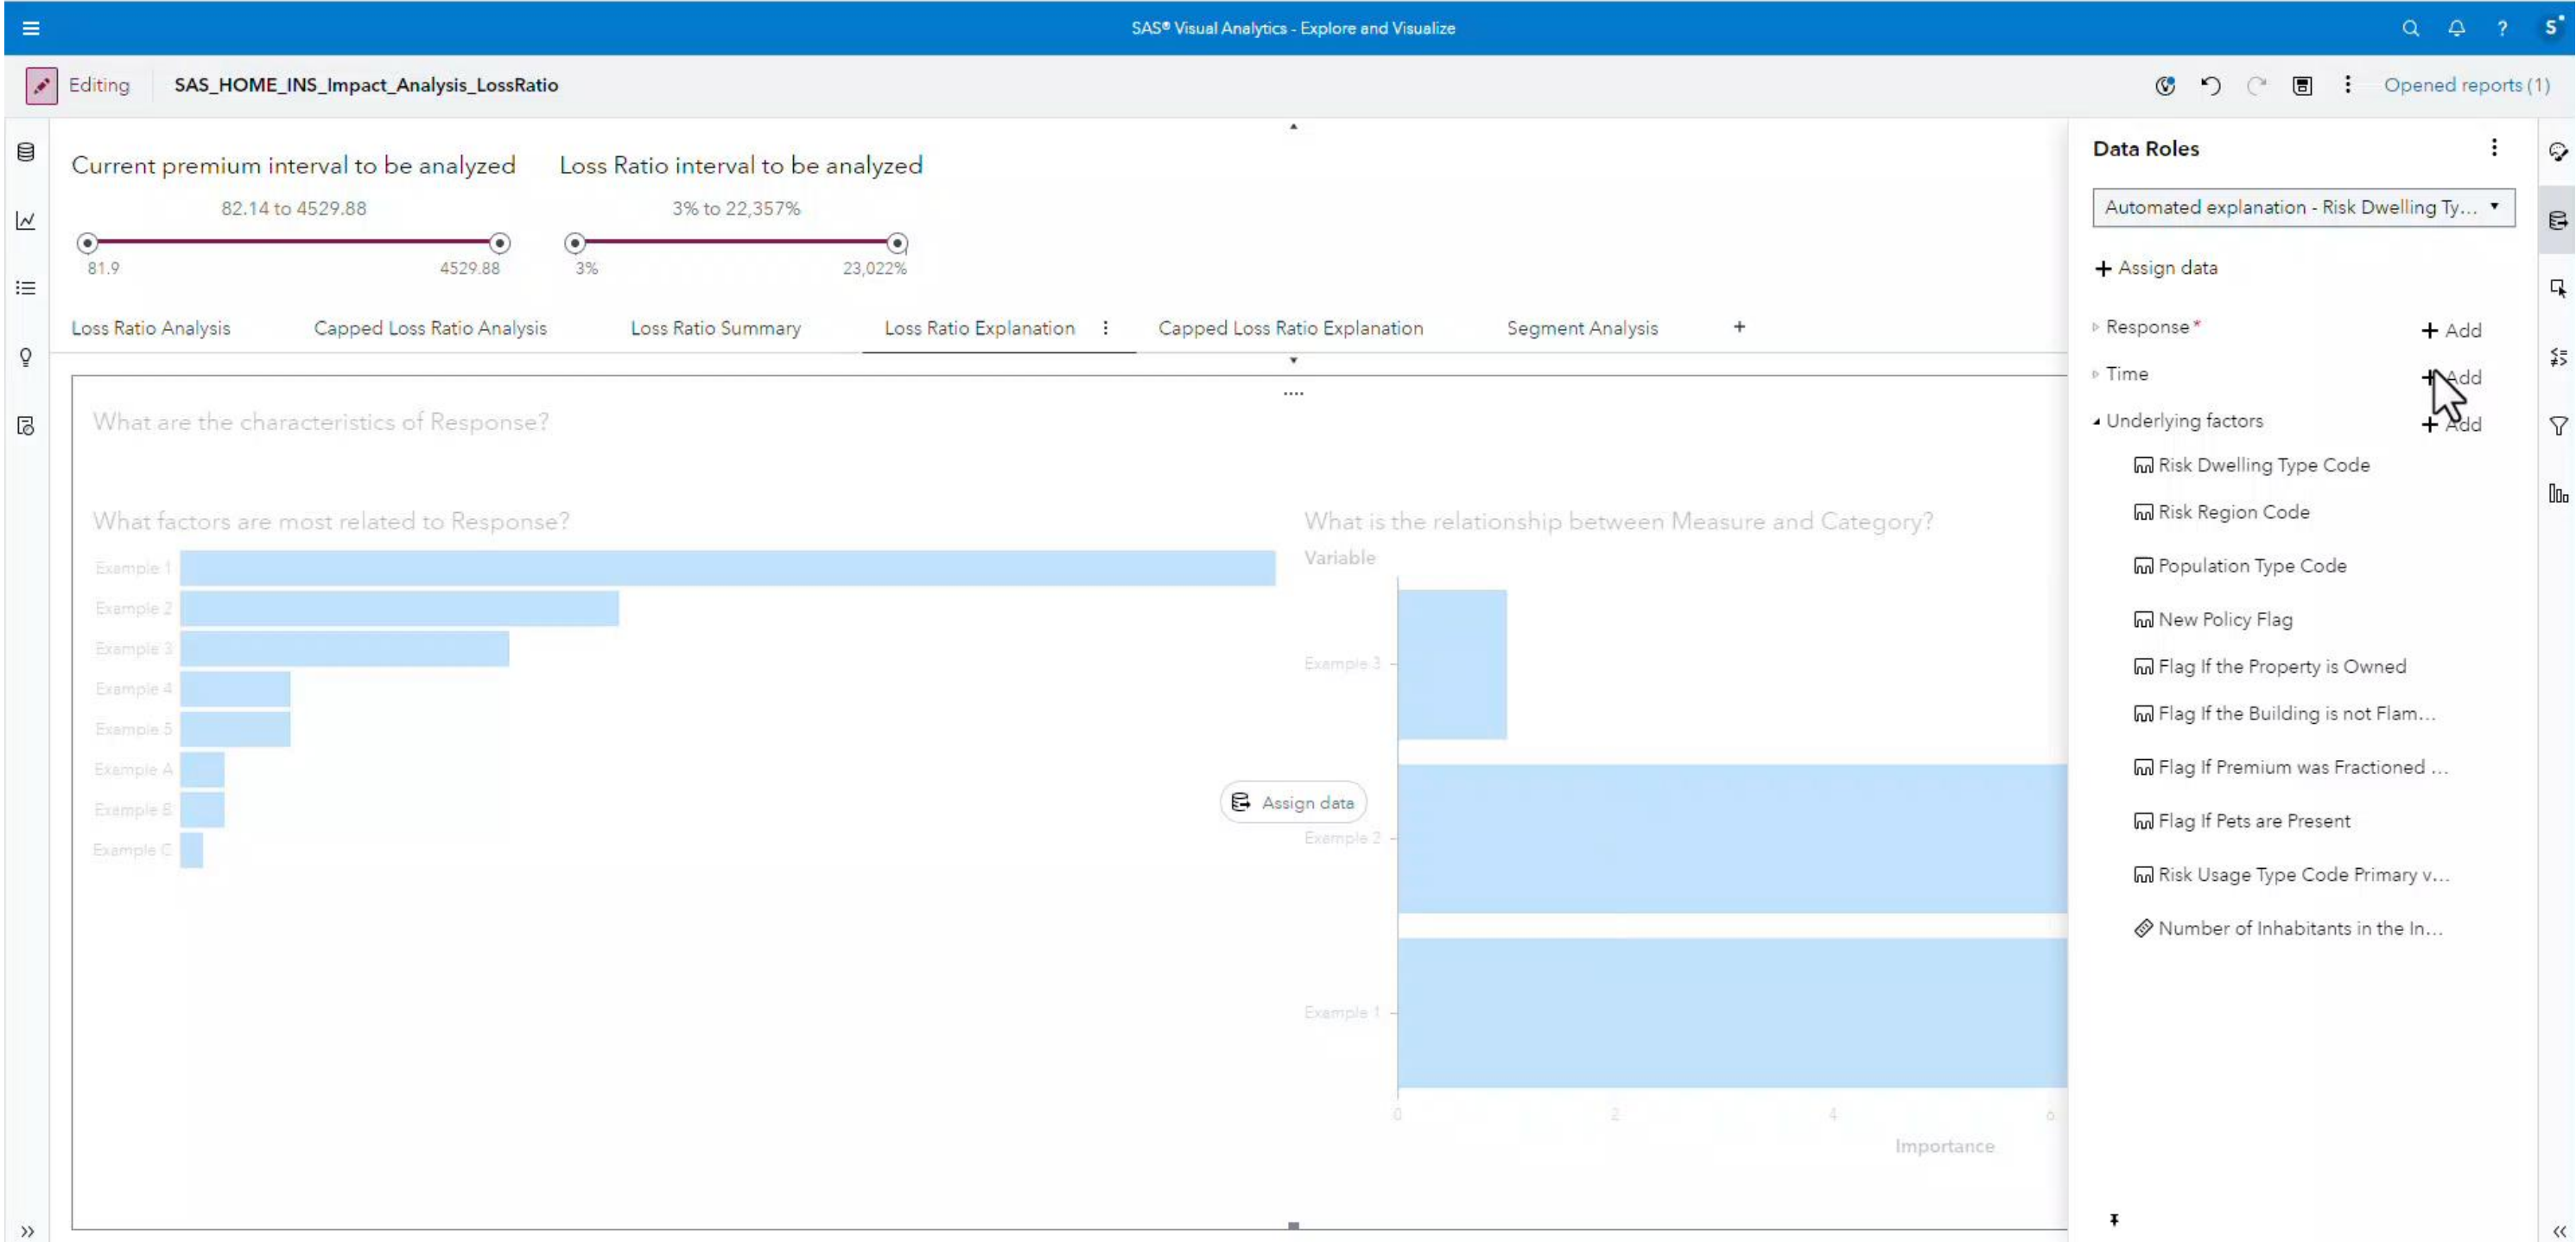 SAS® Visual Analytics - Explore and Visualize
?
S
Editing
SAS_HOME_INS_Impact_Analysis_LossRatio
Opened reports (1)
Current premium interval to be analyzed
82.14 to 4529.88
81.9
4529.88
Loss Ratio interval to be analyzed
3% to 22,357%
3%
23,022%
Loss Ratio Analysis
Capped Loss Ratio Analysis
Loss Ratio Summary
Loss Ratio Explanation
Capped Loss Ratio Explanation
Segment Analysis
+
What are the characteristics of Response?
What factors are most related to Response?
Example 1
Example 2
Example 3
Example 4
Example 5
Example A
Example B
Example C
What is the relationship between Measure and Category?
Variable
Example 3
Example 2
Example 1
0
2
4
6
Importance
Assign data
Data Roles
Automated explanation - Risk Dwelling Ty...
+ Assign data
Response*
+ Add
Time
+ Add
Underlying factors
+ Add
Risk Dwelling Type Code
Risk Region Code
Population Type Code
New Policy Flag
Flag If the Property is Owned
Flag If the Building is not Flam...
Flag If Premium was Fractioned ...
Flag If Pets are Present
Risk Usage Type Code Primary v...
Number of Inhabitants in the In...